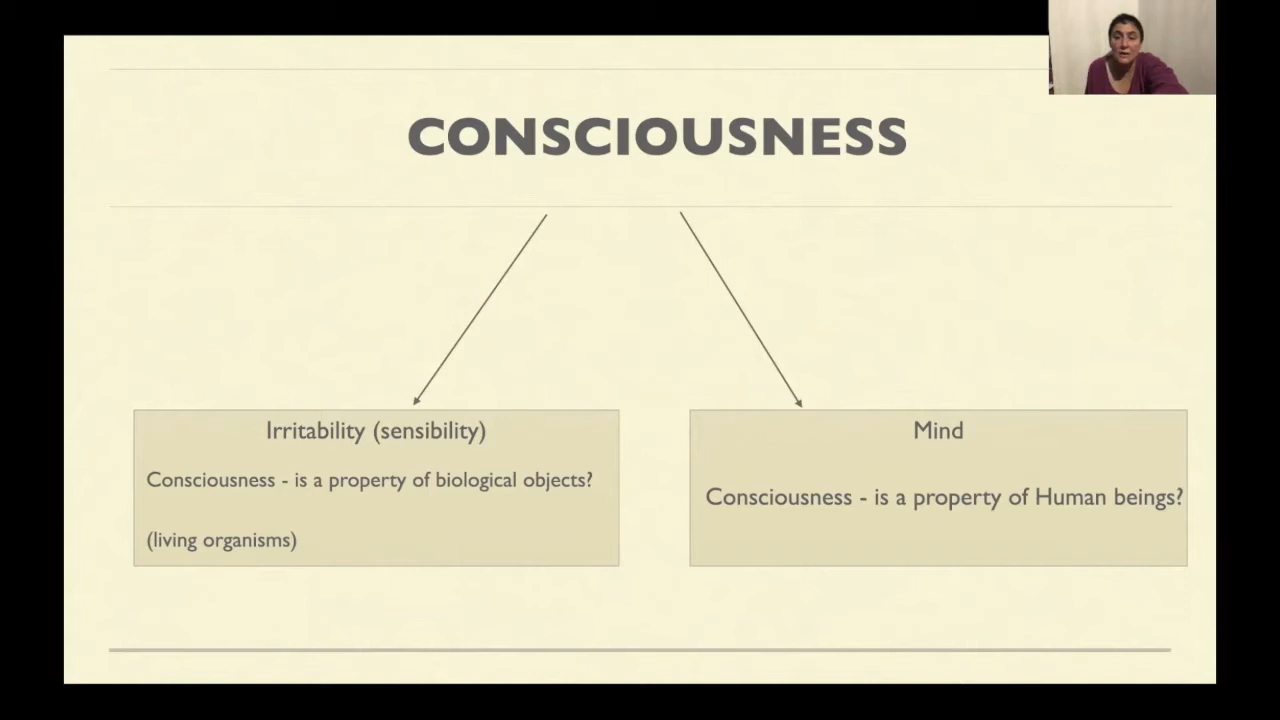 CONSCIOUSNESS
Irritability (sensibility)
Consciousness - is a property of biological objects?
(living organisms)
Mind
Consciousness - is a property of Human beings?